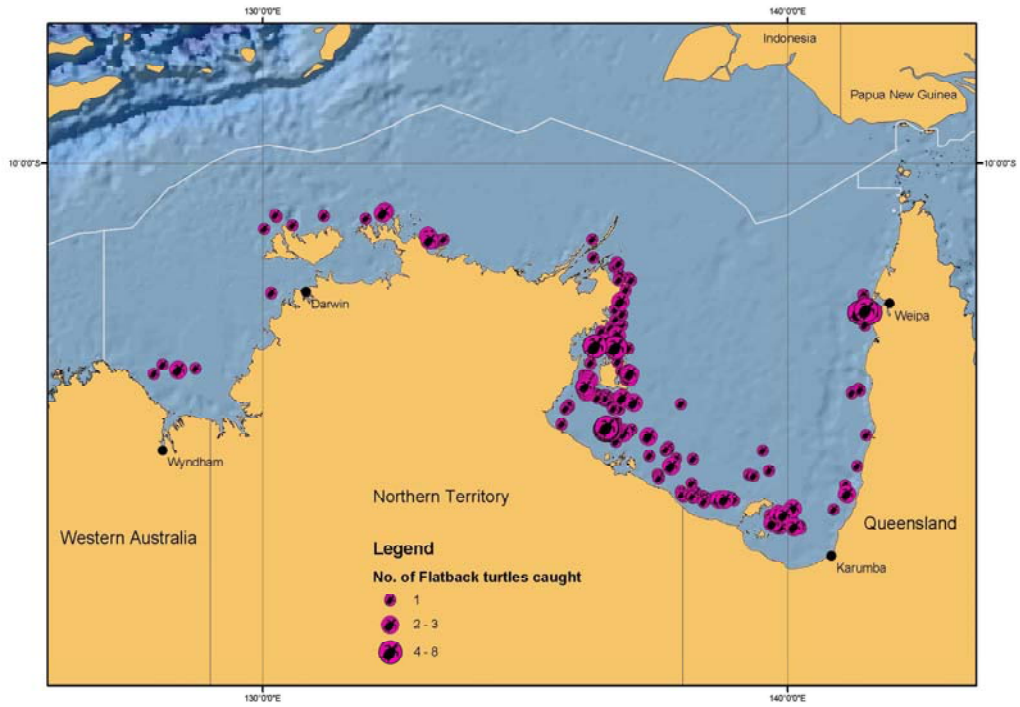 130°0'0"E 140°0'0"E
Indonesia
Papua New Guinea
10°0'0"S 10°0'0"S
Darwin
Weipa
Wyndham
Northern Territory
Western Australia
Queensland
Karumba
Legend
No. of Flatback turtles caught
1
2 - 3
4 - 8
130°0'0"E 140°0'0"E